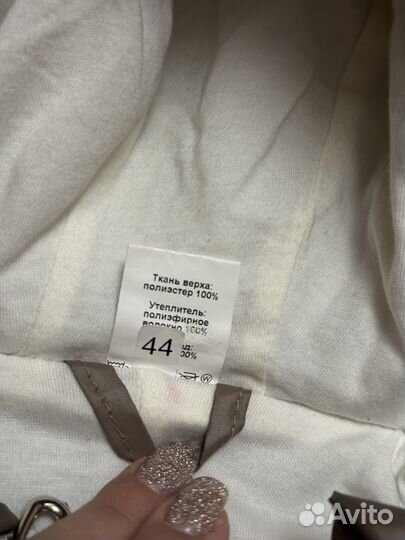 Ткань верха:
полиэстер 100%
Утеплитель:
полиэфирное
волокно 100%
44
Avito